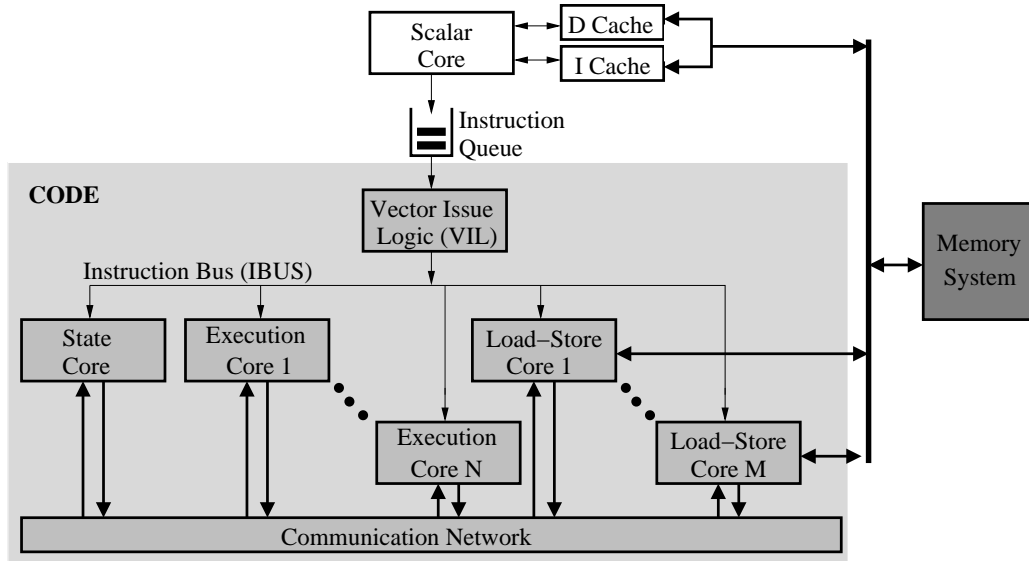 Scalar
Core
D Cache
I Cache
Instruction
Queue
CODE
Vector Issue
Logic (VIL)
Instruction Bus (IBUS)
Memory
System
State
Core
Execution
Core 1
Load−Store
Core 1
Execution
Core N
Load−Store
Core M
Communication Network